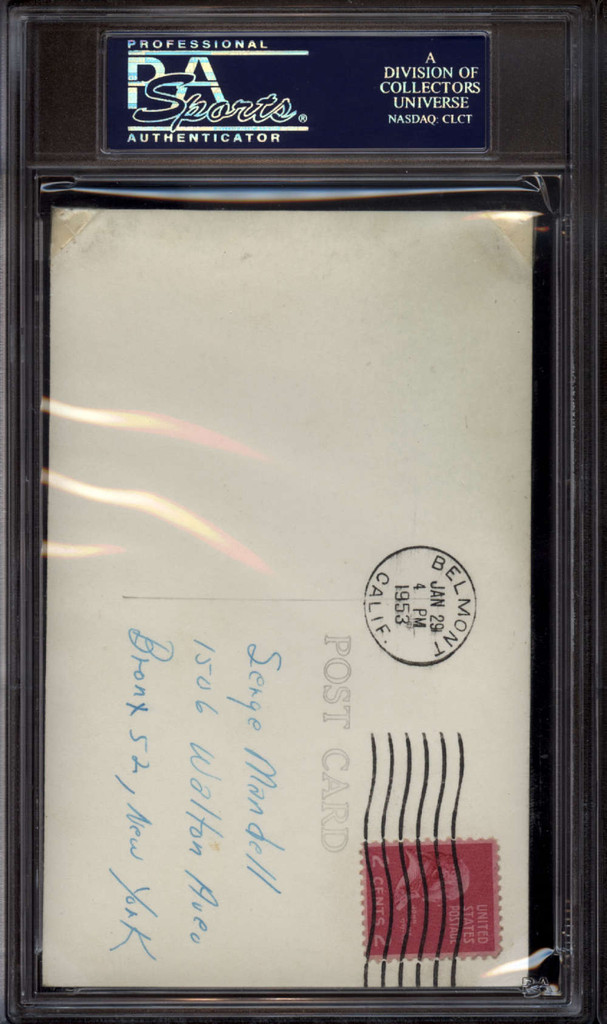 PROFESSIONAL
PSA
Sports®
AUTHENTICATOR
A
DIVISION OF
COLLECTORS
UNIVERSE
NASDAQ: CLCT
BELMONT
JAN 29
4 PM
1953
CALIF.
POST CARD
UNITED
STATES
POSTAGE
2 CENTS 2
Serge Mandell
1506 Walton Ave
Bronx 52, New York
PSA